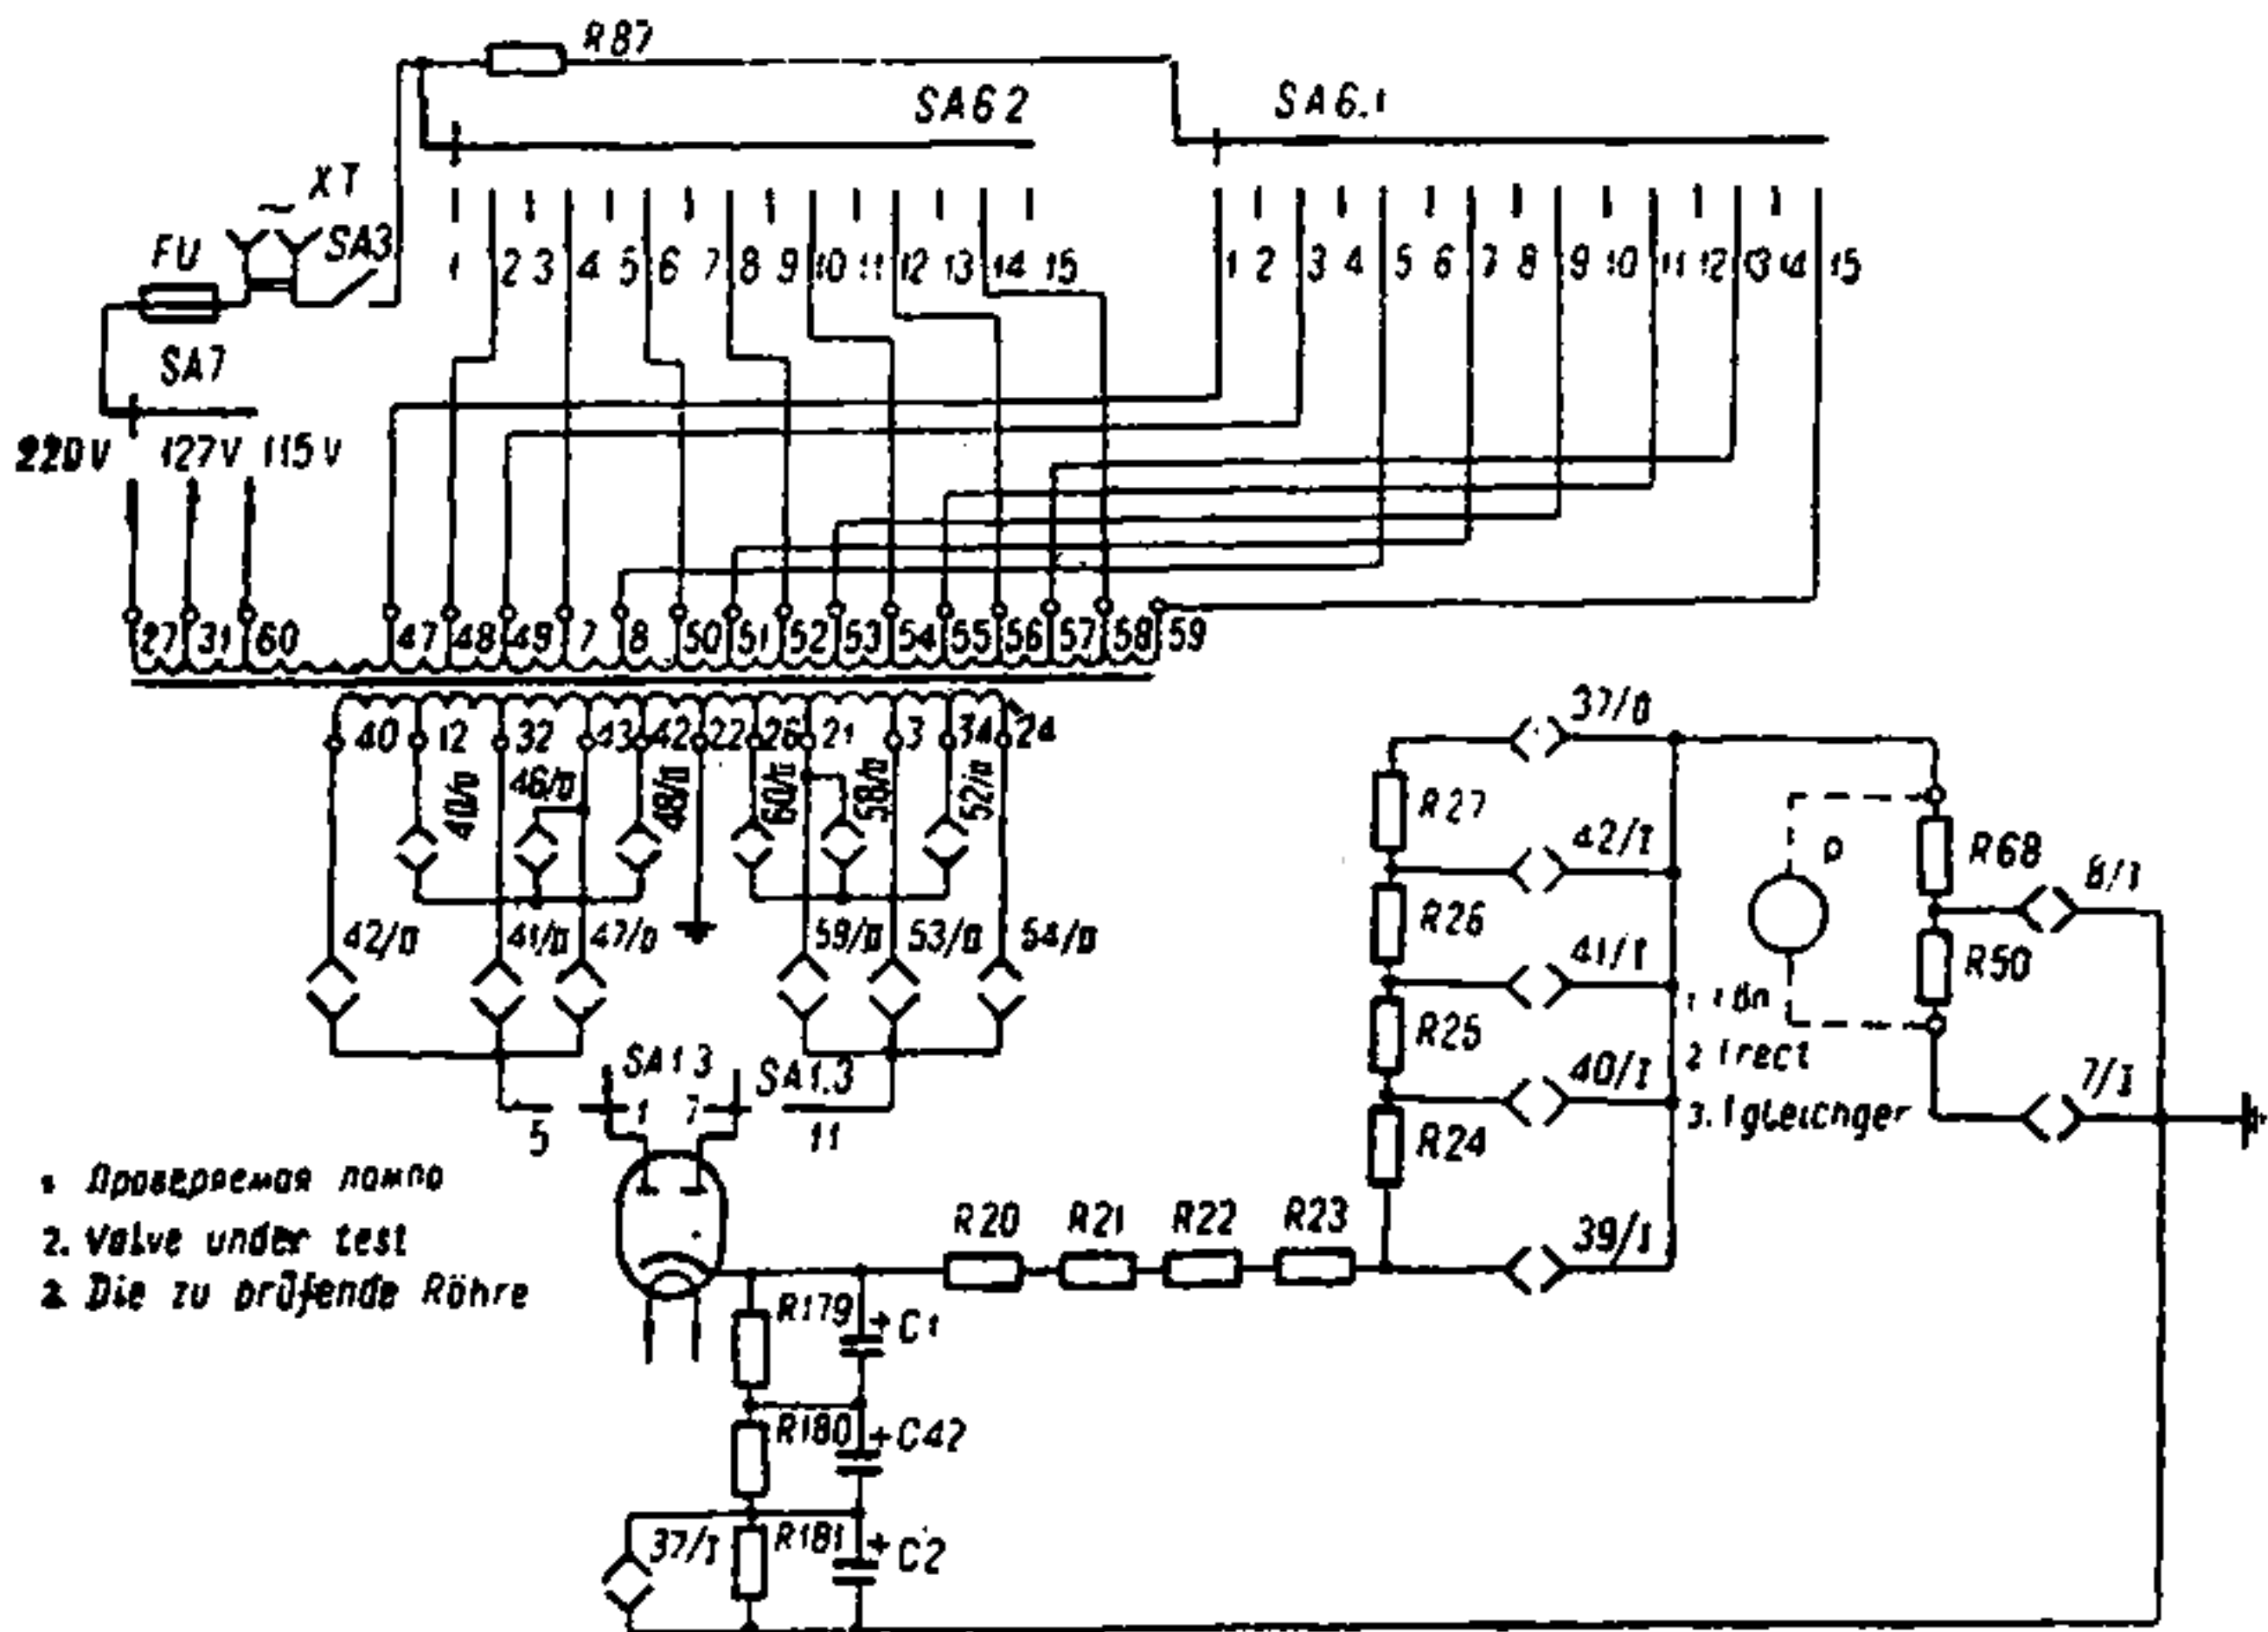 R87
SA6 2
SA6.1
~ XT
FU
SA3
1 2 3 4 5 6 7 8 9 10 11 12 13 14 15
1 2 3 4 5 6 7 8 9 10 11 12 13 14 15
SA7
220V 127V 115V
27 31 60 47 48 49 7 8 50 51 52 53 54 55 56 57 58 59
40 12 32 43 42 22 26 21 3 34 24
40/II 46/II 48/II 60/II 58/II 52/II
42/II 41/II 47/II 59/II 53/II 54/II
37/II
R27
42/I
R26
41/I
R25
40/I
R24
39/I
P
R68
8/I
R50
7/I
2 I rect
3. I gleichger
SA1 3
SA1.3
5
1 7
11
1 Проверяемая лампа
2. Valve under test
3 Die zu prüfende Röhre
R20 R21 R22 R23
R179 + C1
R180 + C42
37/I R181 + C2